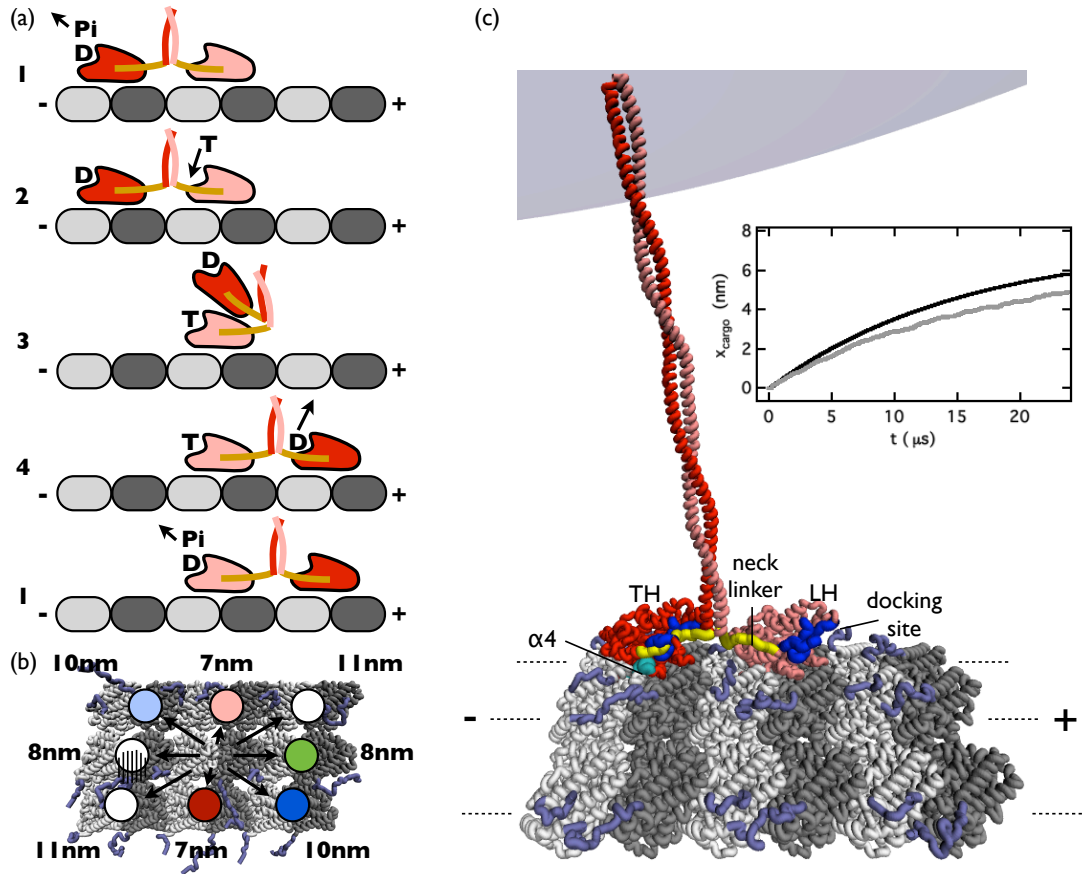 (a)
Pi
D
1
- +
T
D
2
- +
D
T
3
- +
T D
4
- +
Pi
D
1
- +
(b)
10nm 7nm 11nm
8nm 8nm
11nm 7nm 10nm
(c)
8
6
4
2
0
x_cargo (nm)
0 5 10 15 20
t ( μs)
neck
linker
TH
LH
docking
site
α4
- +